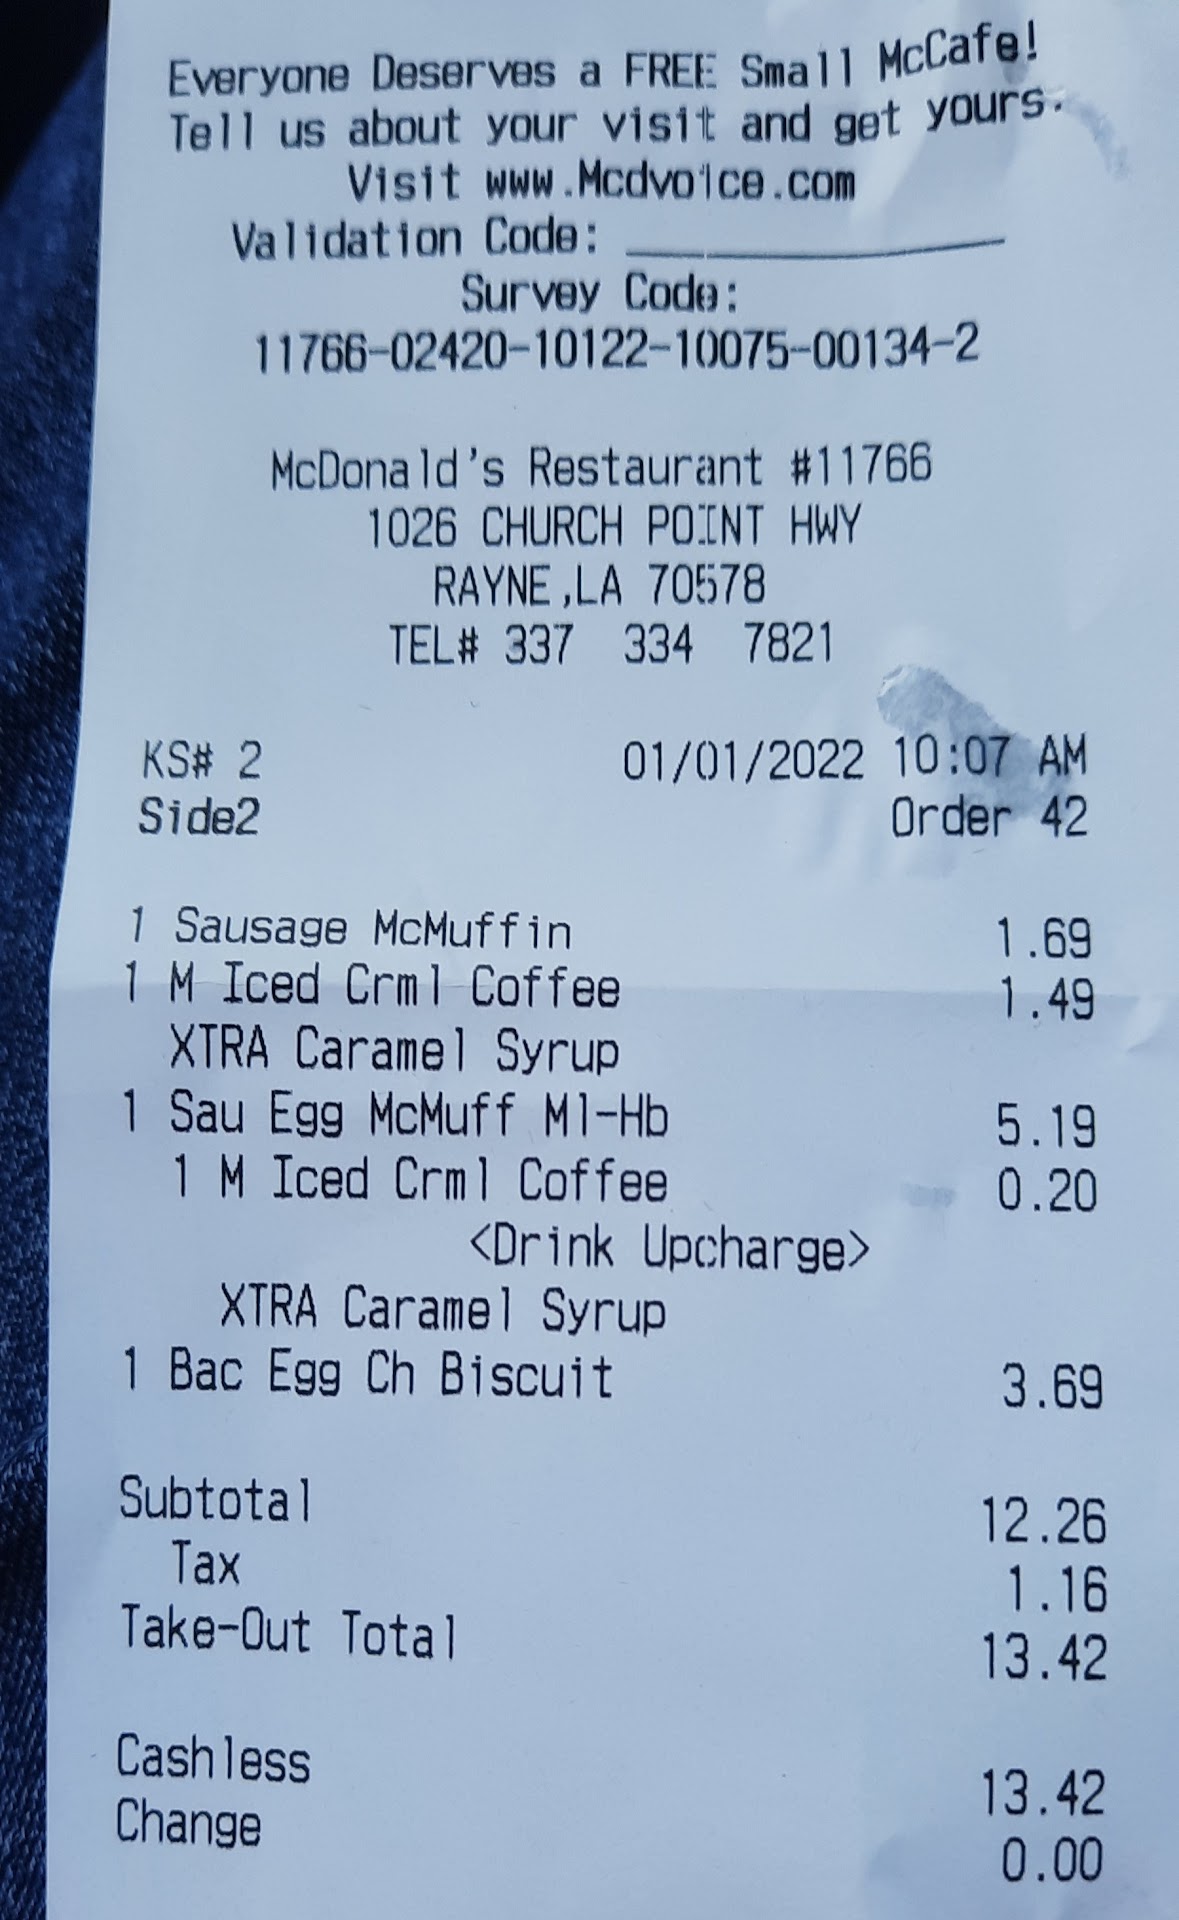 Everyone Deserves a FREE Small McCafe!
Tell us about your visit and get yours.
Visit www.Mcdvoice.com
Validation Code: ____________
Survey Code:
11766-02420-10122-10075-00134-2
McDonald's Restaurant #11766
1026 CHURCH POINT HWY
RAYNE,LA 70578
TEL# 337 334 7821
KS# 2 01/01/2022 10:07 AM
Side2 Order 42
1 Sausage McMuffin 1.69
1 M Iced Crml Coffee 1.49
XTRA Caramel Syrup
1 Sau Egg McMuff Ml-Hb 5.19
1 M Iced Crml Coffee 0.20
<Drink Upcharge>
XTRA Caramel Syrup
1 Bac Egg Ch Biscuit 3.69
Subtotal 12.26
Tax 1.16
Take-Out Total 13.42
Cashless 13.42
Change 0.00